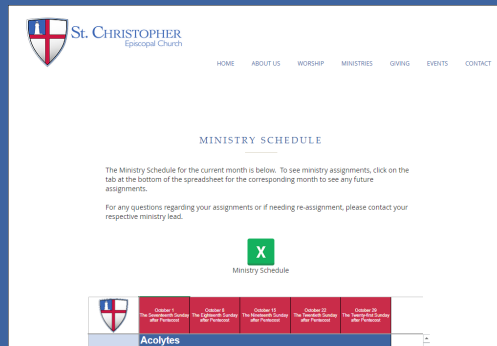 St. CHRISTOPHER
Episcopal Church
HOME ABOUT US WORSHIP MINISTRIES GIVING EVENTS CONTACT
MINISTRY SCHEDULE
The Ministry Schedule for the current month is below. To see ministry assignments, click on the
tab at the bottom of the spreadsheet for the corresponding month to see any future
assignments.
For any questions regarding your assignments or if needing re-assignment, please contact your
respective ministry lead.
X
Ministry Schedule
October 1 October 8 October 15 October 22 October 29
The Seventeenth Sunday The Eighteenth Sunday The Nineteenth Sunday The Twentieth Sunday The Twenty-first Sunday
after Pentecost after Pentecost after Pentecost after Pentecost after Pentecost
Acolytes